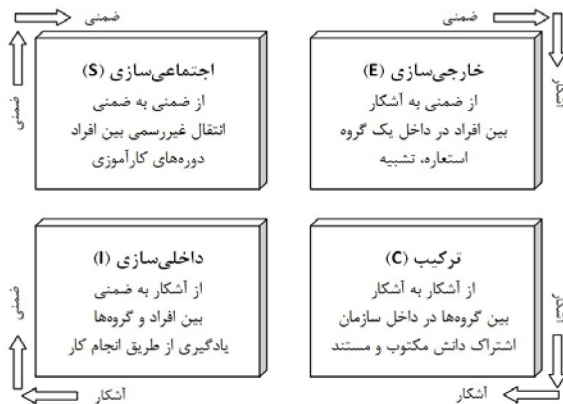 ضمنی
ضمنی
خارجی‌سازی (E)
از ضمنی به آشکار
بین افراد در داخل یک گروه
استعاره، تشبیه
آشکار
اجتماعی‌سازی (S)
از ضمنی به ضمنی
انتقال غیررسمی بین افراد
دوره‌های کارآموزی
ضمنی
ترکیب (C)
از آشکار به آشکار
بین گروه‌ها در داخل سازمان
اشتراک دانش مکتوب و مستند
آشکار
داخلی‌سازی (I)
از آشکار به ضمنی
بین افراد و گروه‌ها
یادگیری از طریق انجام کار
ضمنی
آشکار
آشکار